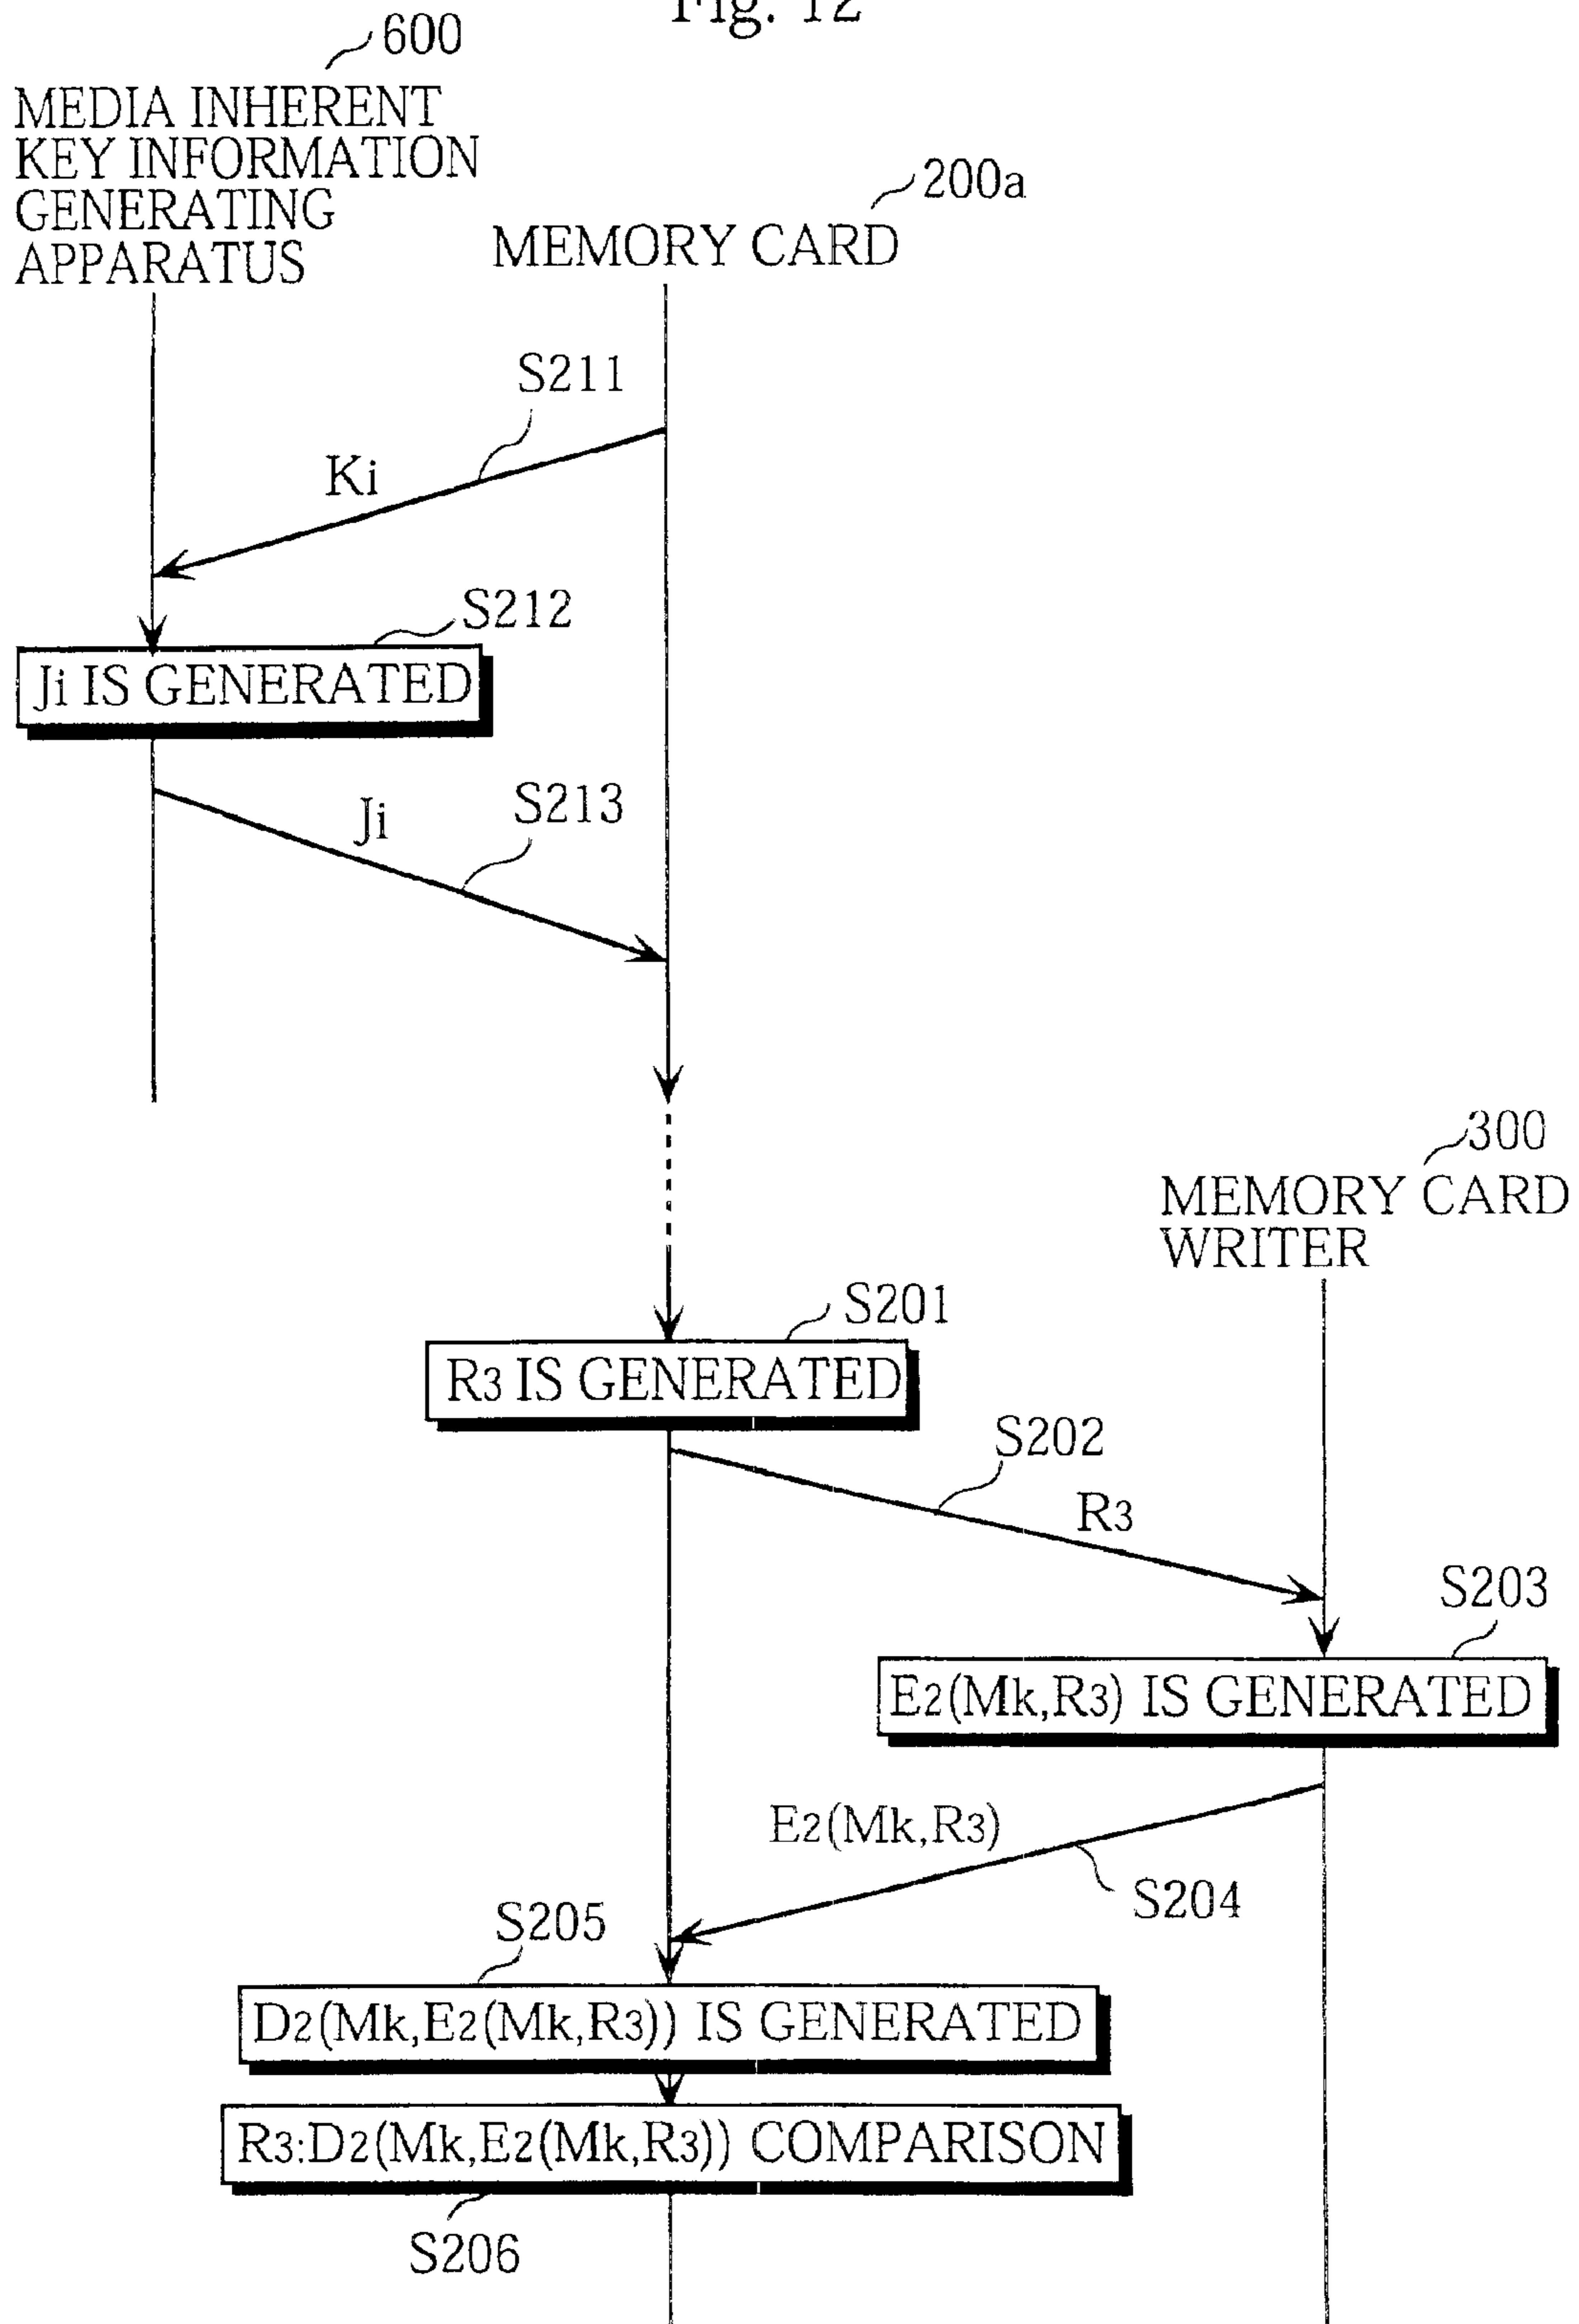 Fig. 12
600
MEDIA INHERENT
KEY INFORMATION
GENERATING
APPARATUS
200a
MEMORY CARD
S211
Ki
S212
Ji IS GENERATED
S213
Ji
300
MEMORY CARD
WRITER
S201
R3 IS GENERATED
S202
R3
S203
E2(Mk,R3) IS GENERATED
E2(Mk,R3)
S204
S205
D2(Mk,E2(Mk,R3)) IS GENERATED
R3:D2(Mk,E2(Mk,R3)) COMPARISON
S206